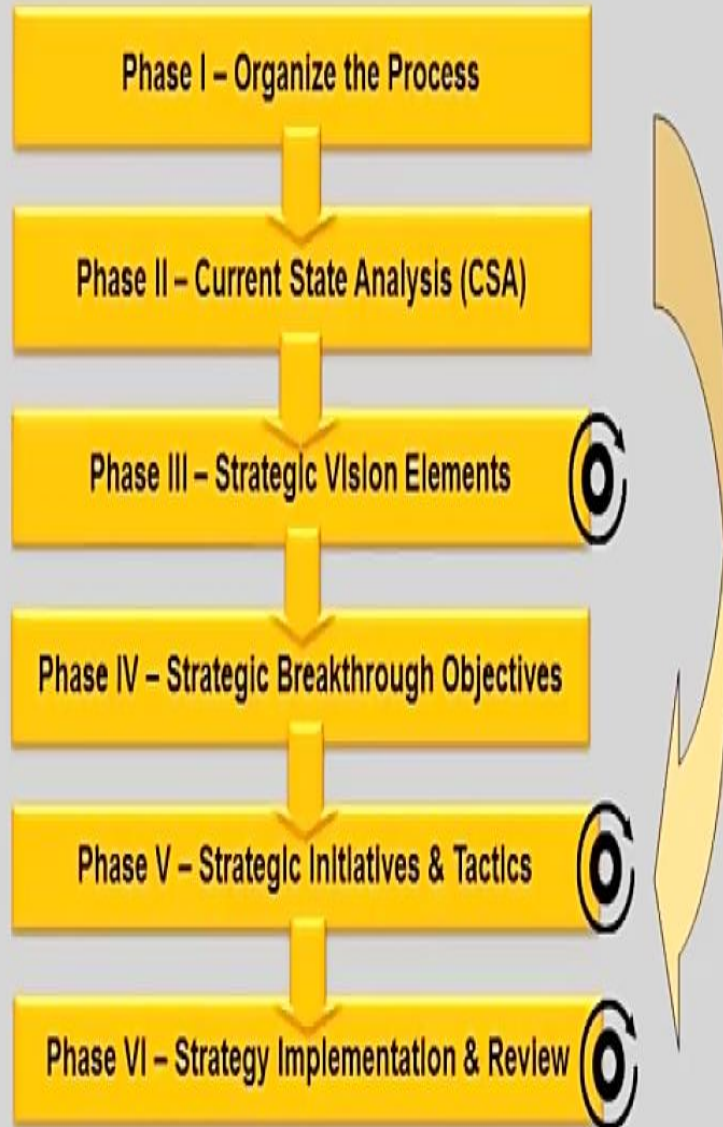 Phase I – Organize the Process
Phase II – Current State Analysis (CSA)
Phase III – Strategic Vision Elements
Phase IV – Strategic Breakthrough Objectives
Phase V – Strategic Initiatives & Tactics
Phase VI – Strategy Implementation & Review